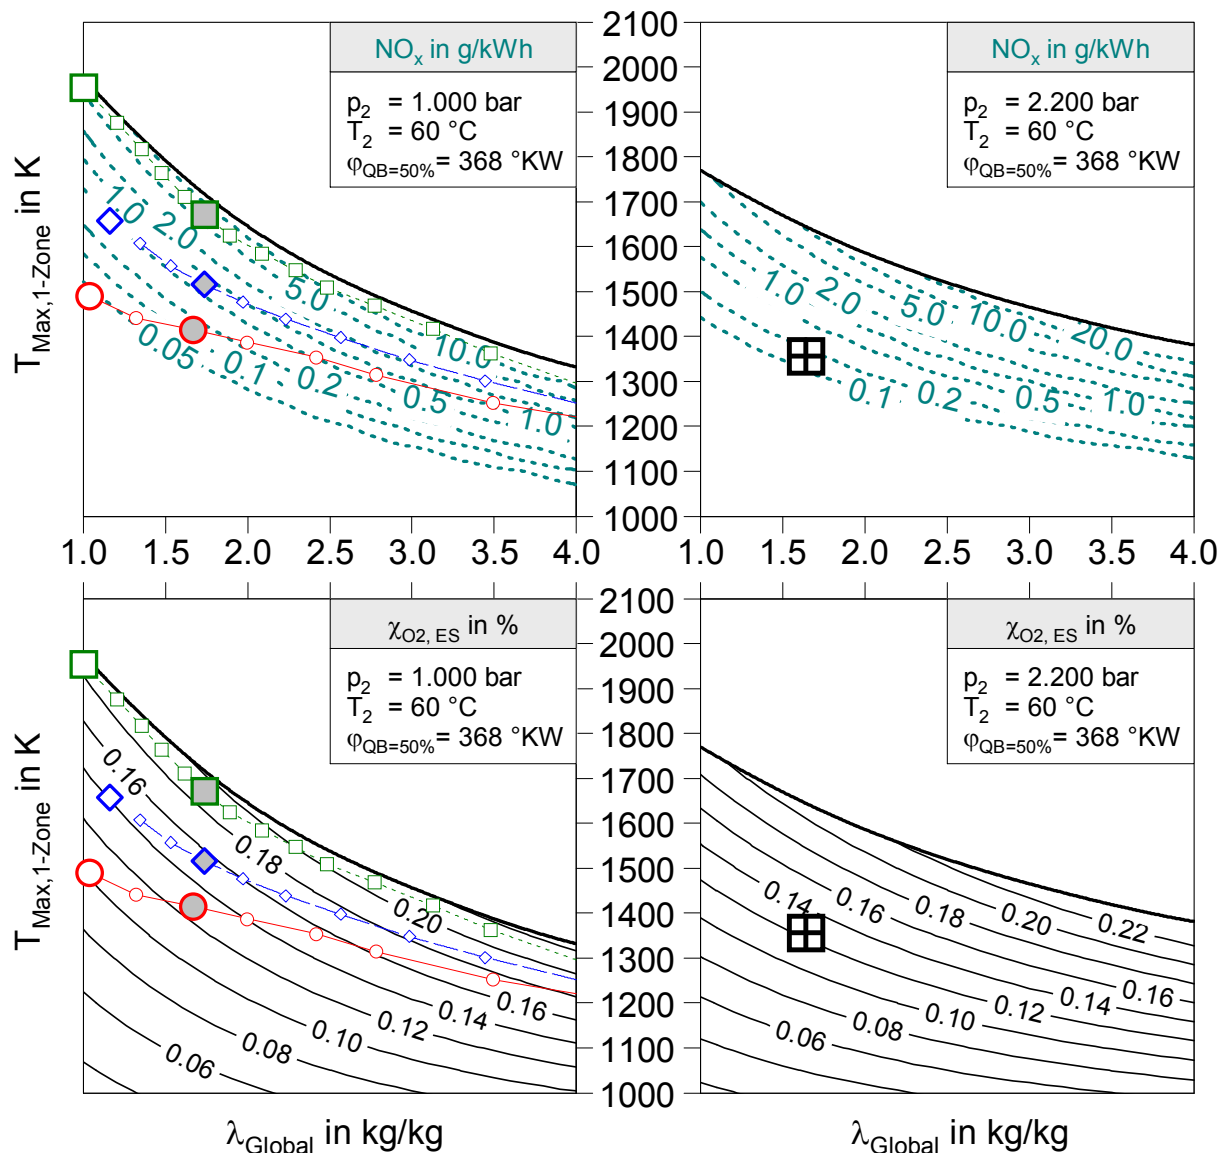 NOx in g/kWh
p2 = 1.000 bar
T2 = 60 °C
φQB=50% = 368 °KW
TMax,1-Zone in K
1.0
2.0
5.0
10.0
0.05
0.1
0.2
0.5
1.0
2100
2000
1900
1800
1700
1600
1500
1400
1300
1200
1100
1000
NOx in g/kWh
p2 = 2.200 bar
T2 = 60 °C
φQB=50% = 368 °KW
1.0
2.0
5.0
10.0
20.0
0.1
0.2
0.5
1.0
1.0 1.5 2.0 2.5 3.0 3.5 4.0
1.0 1.5 2.0 2.5 3.0 3.5 4.0
χO2, ES in %
p2 = 1.000 bar
T2 = 60 °C
φQB=50% = 368 °KW
TMax,1-Zone in K
0.16
0.18
0.20
0.16
0.14
0.12
0.10
0.08
0.06
2100
2000
1900
1800
1700
1600
1500
1400
1300
1200
1100
1000
χO2, ES in %
p2 = 2.200 bar
T2 = 60 °C
φQB=50% = 368 °KW
0.14
0.16
0.18
0.20
0.22
0.16
0.14
0.12
0.10
0.08
0.06
λGlobal in kg/kg
λGlobal in kg/kg